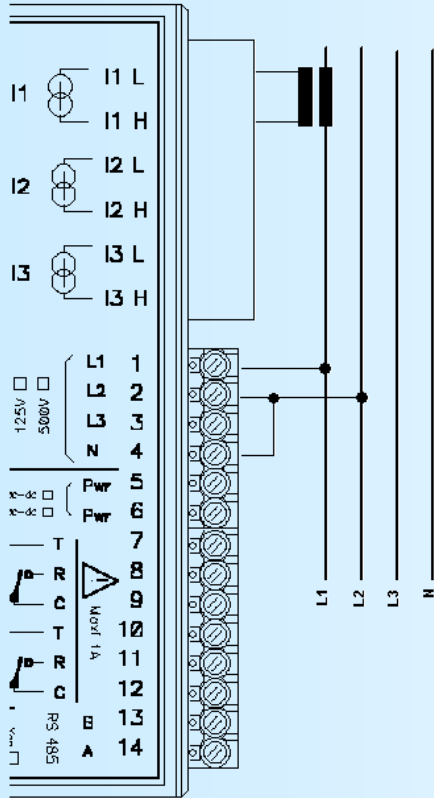 I1 I1 L
I1 H
I2 I2 L
I2 H
I3 I3 L
I3 H
125V 500V
L1 1
L2 2
L3 3
N 4
Pwr 5
Pwr 6
T 7
R 8
C 9
T 10
R 11
C 12
RS 485
B 13
A 14
1A
L1 L2 L3 N